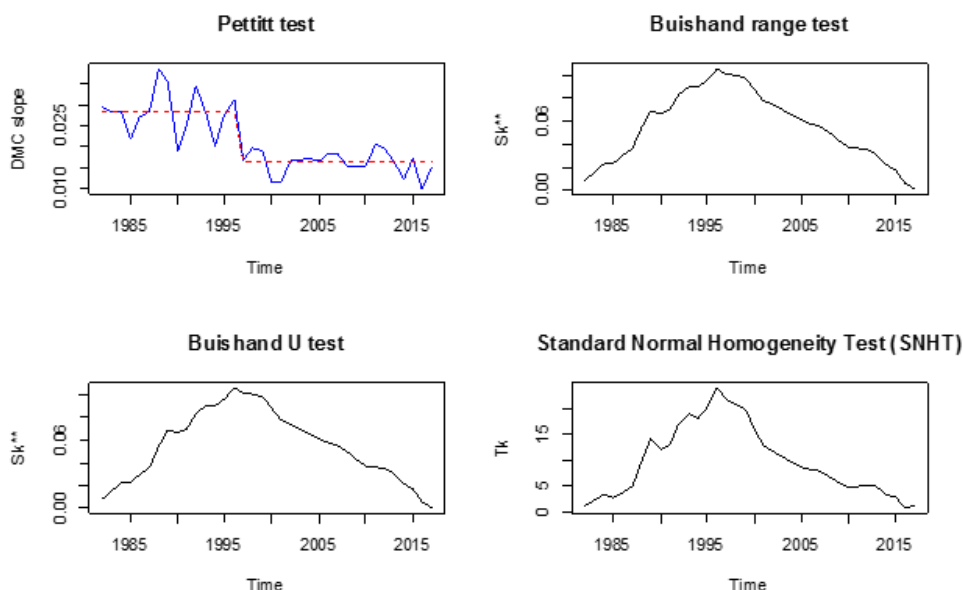 Pettitt test
DMC slope
0.025
0.010
1985
1995
2005
2015
Time
Buishand range test
Sk**
0.06
0.00
1985
1995
2005
2015
Time
Buishand U test
Sk**
0.06
0.00
1985
1995
2005
2015
Time
Standard Normal Homogeneity Test (SNHT)
Tk
15
5
0
1985
1995
2005
2015
Time